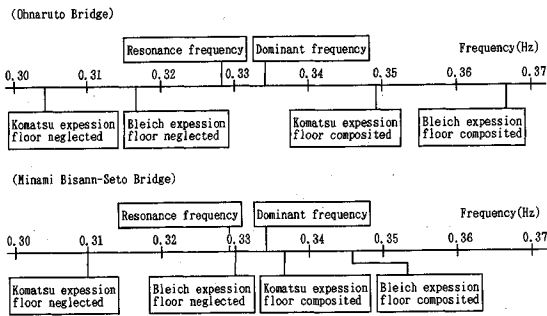 (Ohnaruto Bridge)
Resonance frequency Dominant frequency Frequency(Hz)
0.30 0.31 0.32 0.33 0.34 0.35 0.36 0.37
Komatsu expession Bleich expession Komatsu expession Bleich expession
floor neglected floor neglected floor composited floor composited
(Minami Bisann-Seto Bridge)
Resonance frequency Dominant frequency Frequency(Hz)
0.30 0.31 0.32 0.33 0.34 0.35 0.36 0.37
Komatsu expession Bleich expession Komatsu expession Bleich expession
floor neglected floor neglected floor composited floor composited